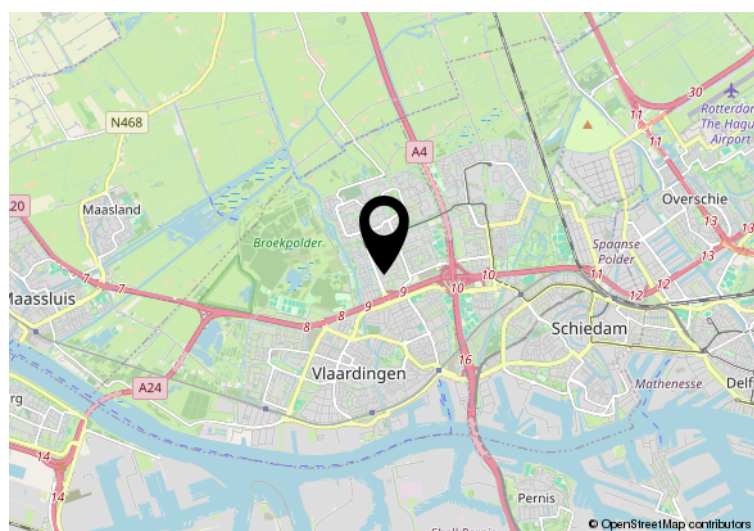 30
Rotterdam
The Hague
Airport
11
11
N468
A4
20
Maasland
Overschie
Broekpolder
Spaanse
Polder
13
13
7
7
Maassluis
10
10
10
11
12
12
9
9
8
8
Schiedam
16
Vlaardingen
A24
Mathenesse
Delf
rg
14
14
Pernis
© OpenStreetMap contributors